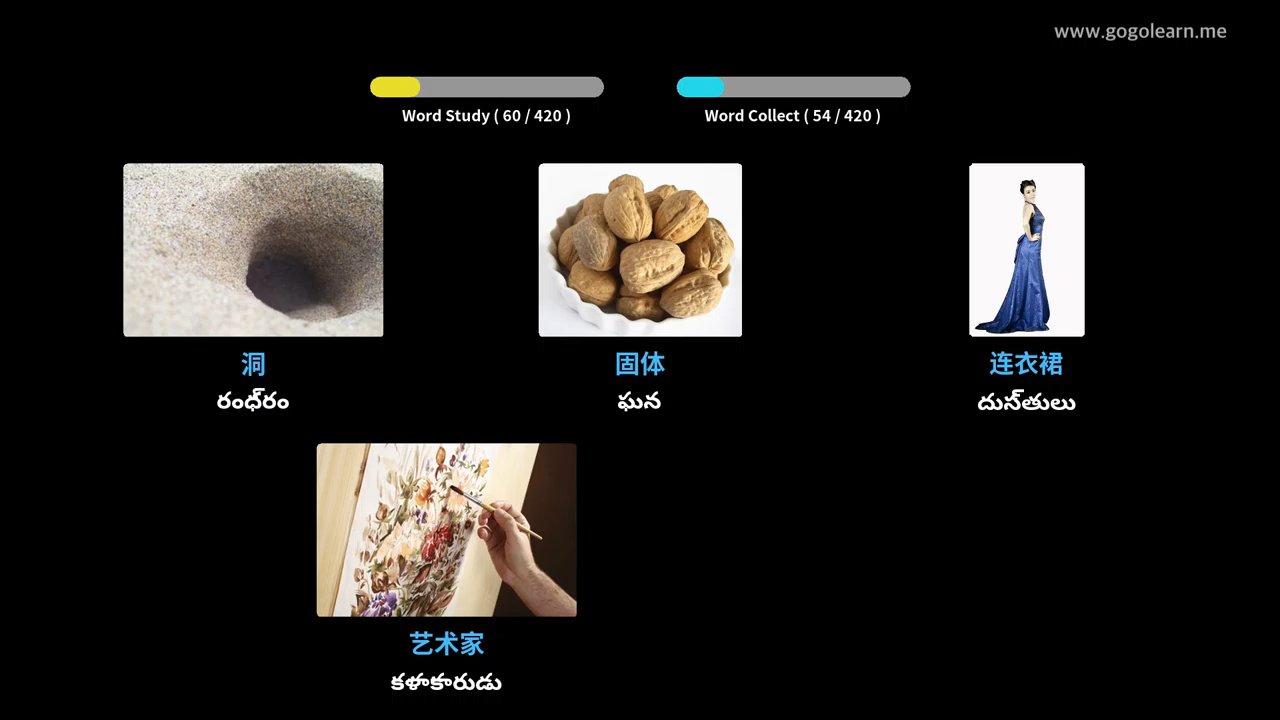 www.gogolearn.me
Word Study ( 60 / 420 )
Word Collect ( 54 / 420 )
洞
రంధ్రం
固体
ఘన
连衣裙
దుస్తులు
艺术家
కళాకారుడు